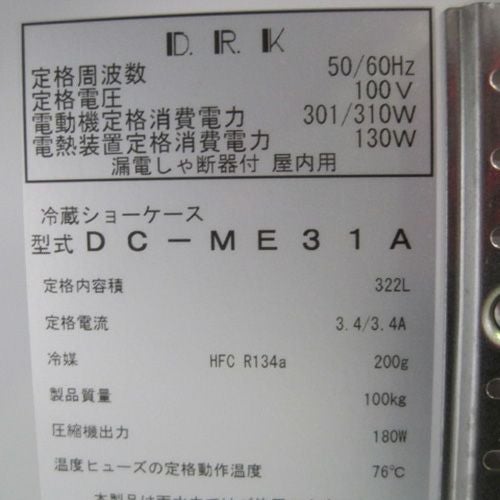 D.R.K
定格周波数 50/60Hz
定格電圧 100V
電動機定格消費電力 301/310W
電熱装置定格消費電力 130W
漏電しゃ断器付 屋内用
冷蔵ショーケース
型式 DC-ME31A
定格内容積 322L
定格電流 3.4/3.4A
冷媒 HFC R134a 200g
製品質量 100kg
圧縮機出力 180W
温度ヒューズの定格動作温度 76℃